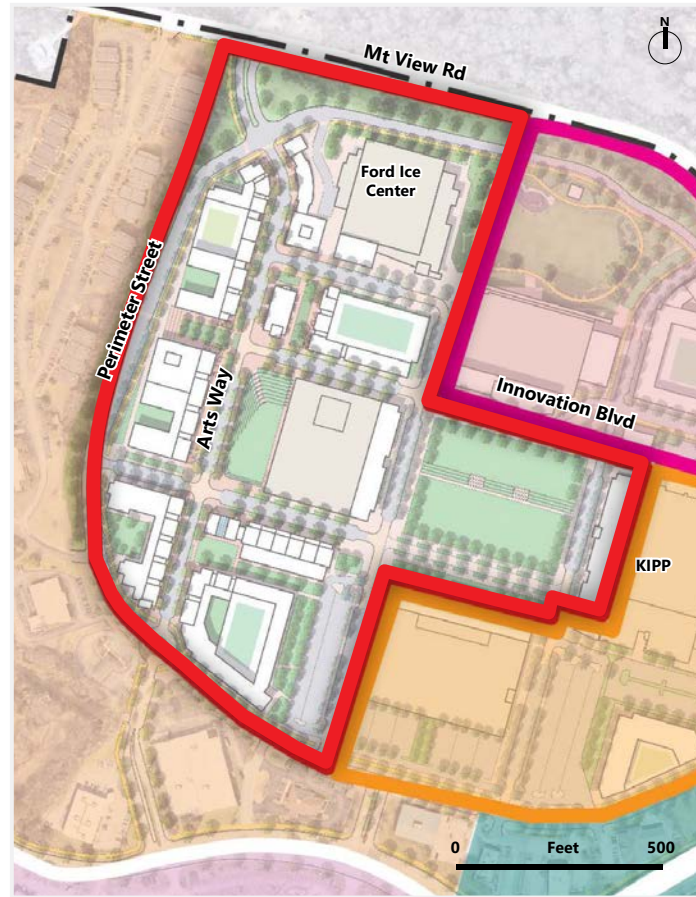 N
Mt View Rd
Ford Ice
Center
Perimeter Street
Arts Way
Innovation Blvd
KIPP
0 Feet 500